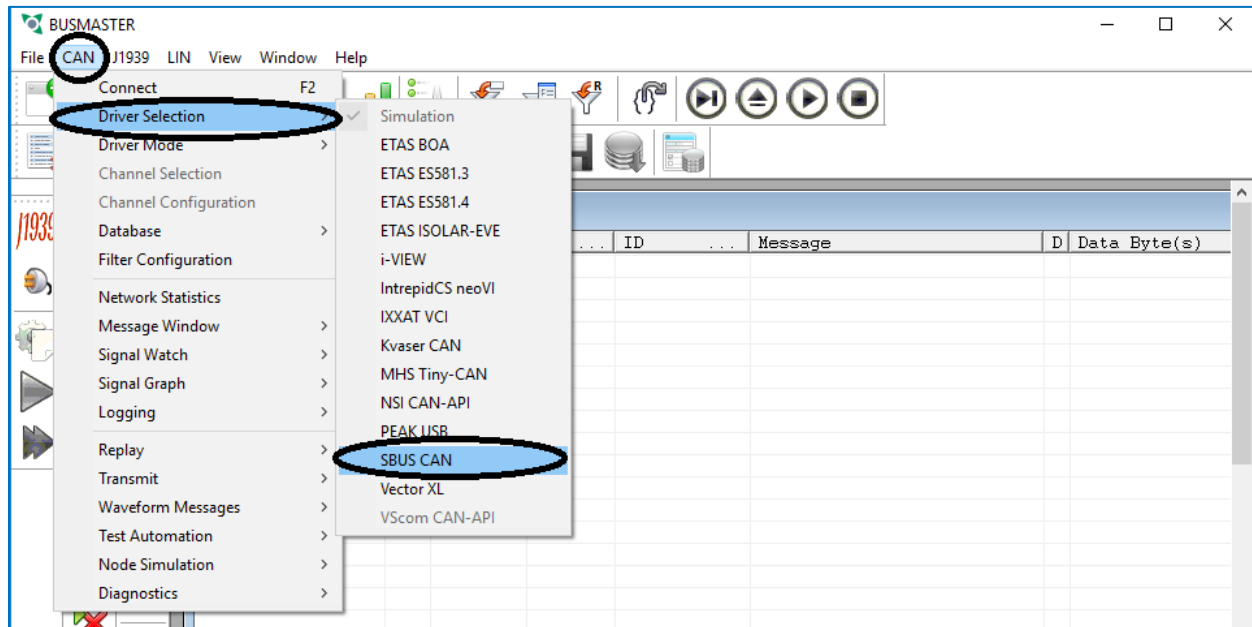 BUSMASTER
File CAN J1939 LIN View Window Help
Connect F2
Driver Selection
Driver Mode
Channel Selection
Channel Configuration
Database
Filter Configuration
Network Statistics
Message Window
Signal Watch
Signal Graph
Logging
Replay
Transmit
Waveform Messages
Test Automation
Node Simulation
Diagnostics
Simulation
ETAS BOA
ETAS ES581.3
ETAS ES581.4
ETAS ISOLAR-EVE
i-VIEW
IntrepidCS neoVI
IXXAT VCI
Kvaser CAN
MHS Tiny-CAN
NSI CAN-API
PEAK USB
SBUS CAN
Vector XL
VScom CAN-API
R
J1939
... ID ... Message D Data Byte(s)